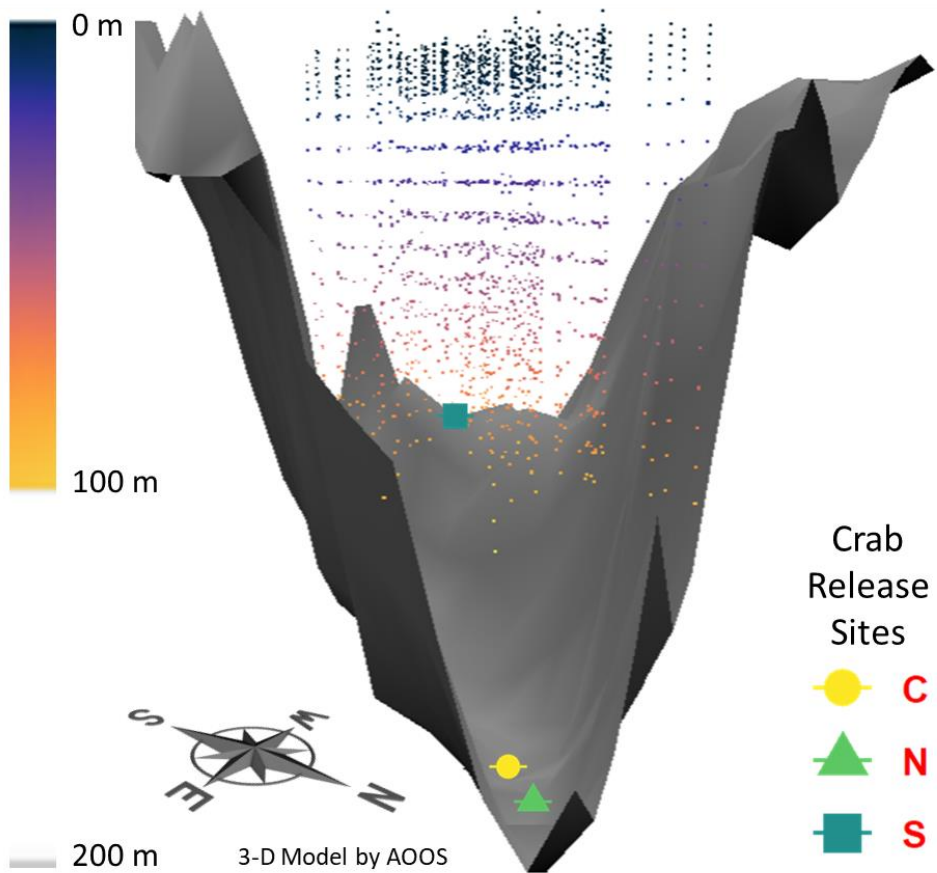 0 m
100 m
200 m
Crab
Release
Sites
C
N
S
S
W
E
N
3-D Model by AOOS